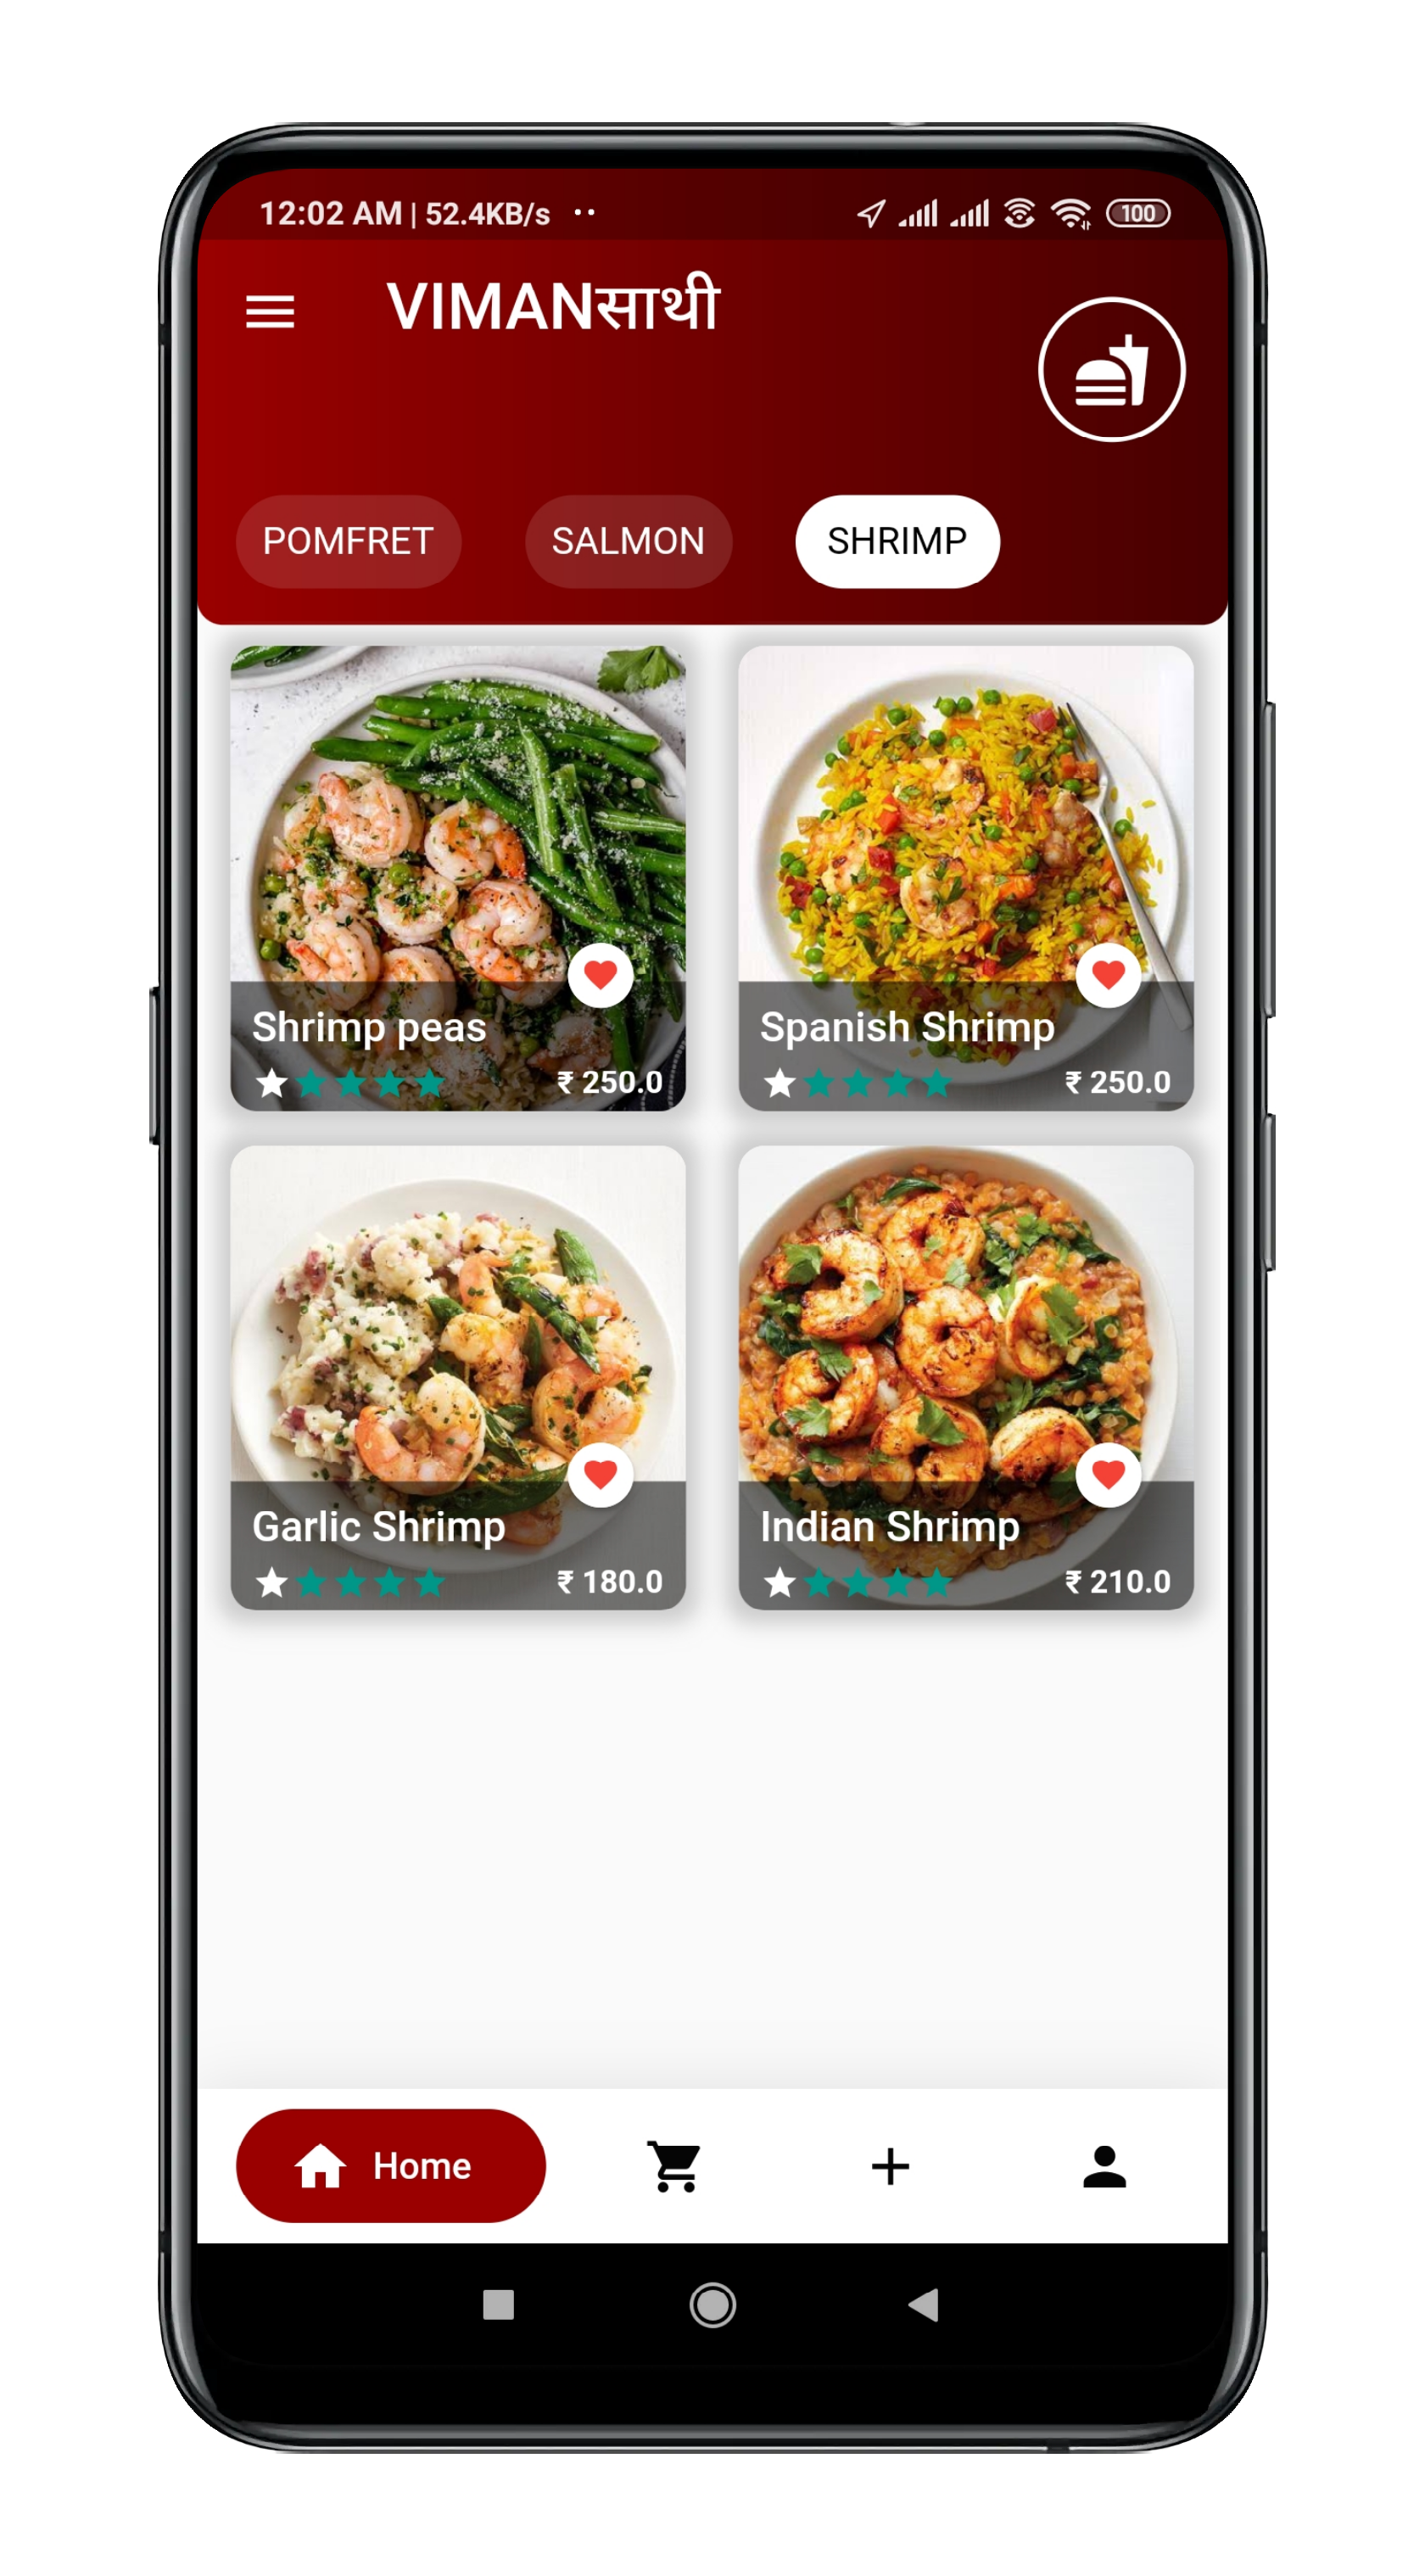 12:02 AM | 52.4KB/s ··
100
VIMANसाथी
POMFRET
SALMON
SHRIMP
Shrimp peas
₹ 250.0
Spanish Shrimp
₹ 250.0
Garlic Shrimp
₹ 180.0
Indian Shrimp
₹ 210.0
Home